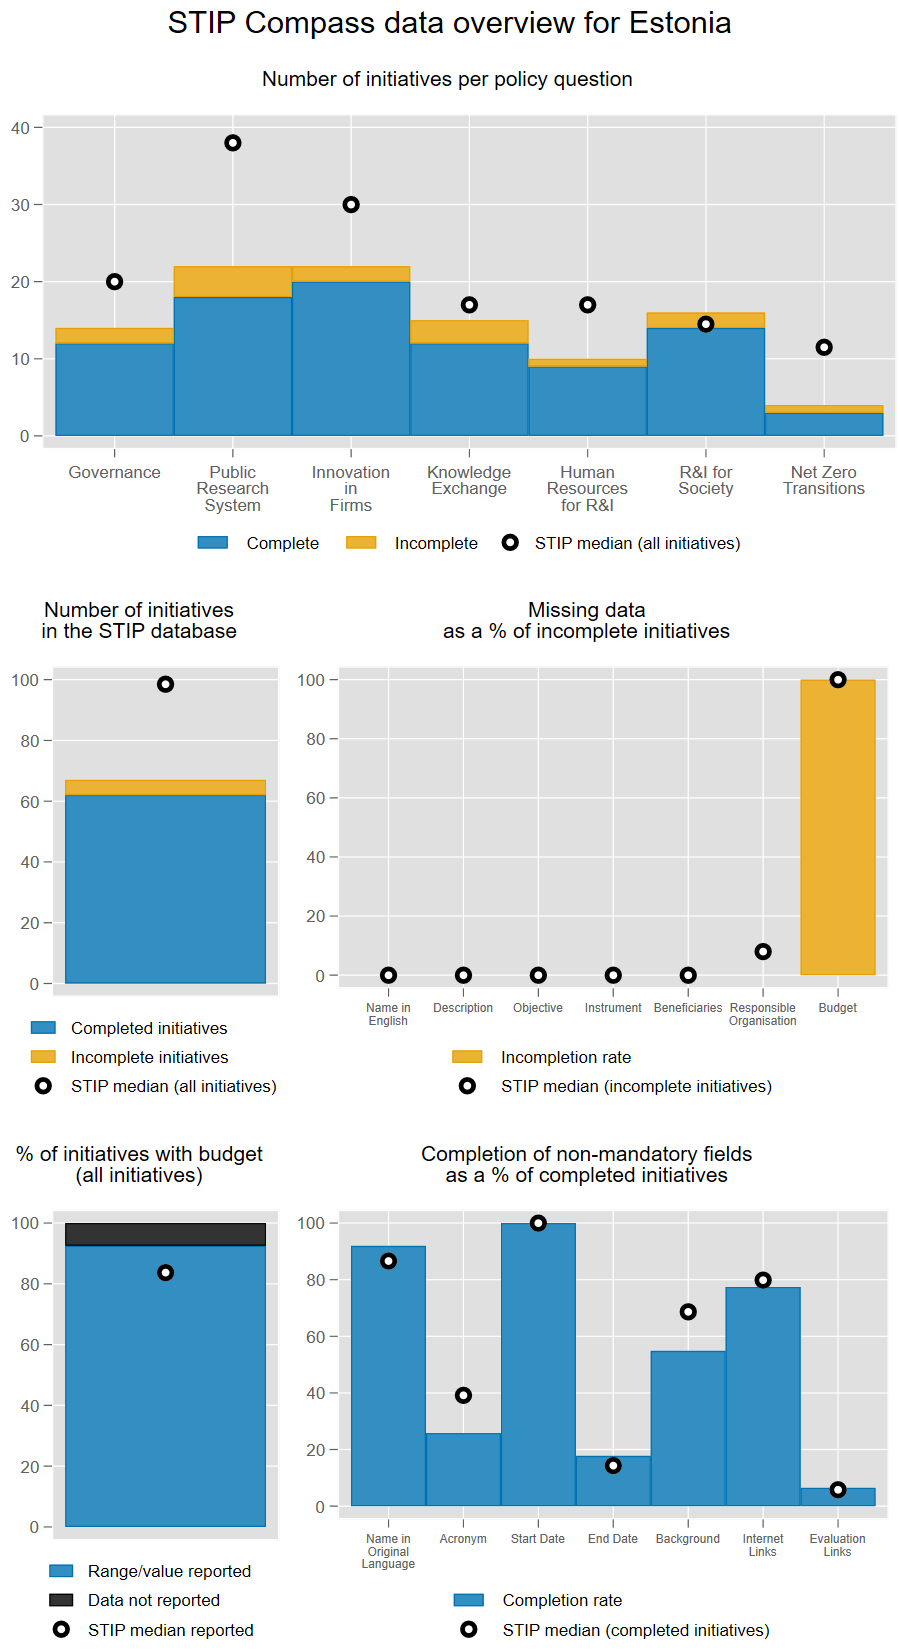 STIP Compass data overview for Estonia
Number of initiatives per policy question
40
30
20
10
0
Governance
Public
Research
System
Innovation
in
Firms
Knowledge
Exchange
Human
Resources
for R&I
R&I for
Society
Net Zero
Transitions
Complete
Incomplete
STIP median (all initiatives)
Number of initiatives
in the STIP database
100
80
60
40
20
0
Completed initiatives
Incomplete initiatives
STIP median (all initiatives)
Missing data
as a % of incomplete initiatives
100
80
60
40
20
0
Name in
English
Description
Objective
Instrument
Beneficiaries
Responsible
Organisation
Budget
Incompletion rate
STIP median (incomplete initiatives)
% of initiatives with budget
(all initiatives)
100
80
60
40
20
0
Range/value reported
Data not reported
STIP median reported
Completion of non-mandatory fields
as a % of completed initiatives
100
80
60
40
20
0
Name in
Original
Language
Acronym
Start Date
End Date
Background
Internet
Links
Evaluation
Links
Completion rate
STIP median (completed initiatives)